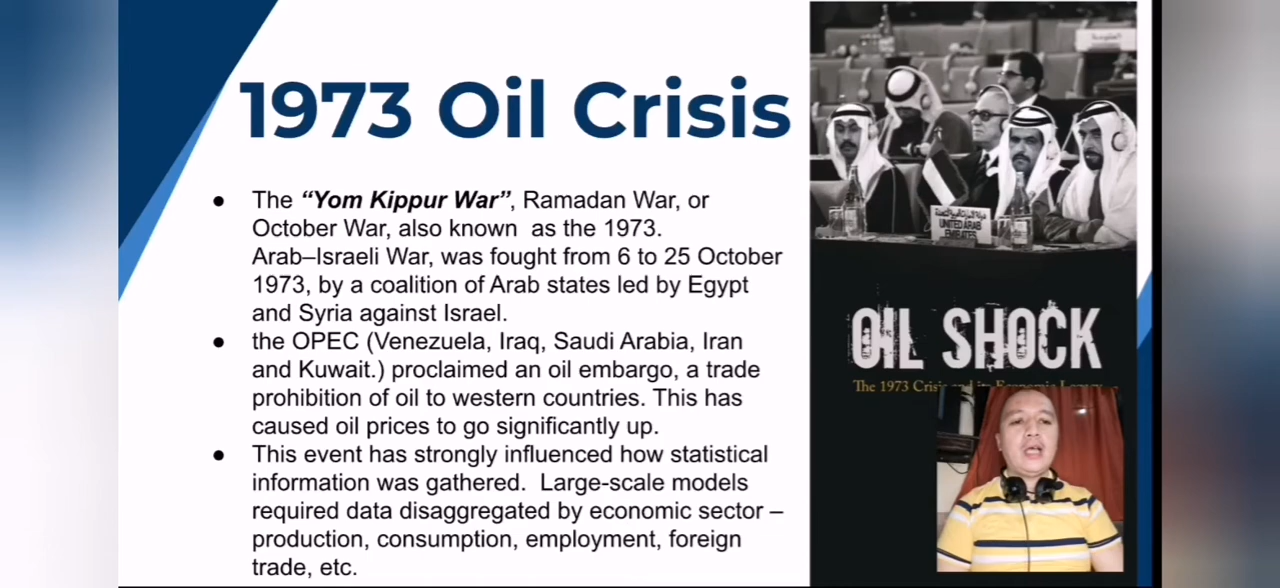 1973 Oil Crisis
● The “Yom Kippur War”, Ramadan War, or
October War, also known as the 1973.
Arab–Israeli War, was fought from 6 to 25 October
1973, by a coalition of Arab states led by Egypt
and Syria against Israel.
● the OPEC (Venezuela, Iraq, Saudi Arabia, Iran
and Kuwait.) proclaimed an oil embargo, a trade
prohibition of oil to western countries. This has
caused oil prices to go significantly up.
● This event has strongly influenced how statistical
information was gathered. Large-scale models
required data disaggregated by economic sector –
production, consumption, employment, foreign
trade, etc.
UNITED ARAB
EMIRATES
OIL SHOCK
The 1973 Crisis and its Economic